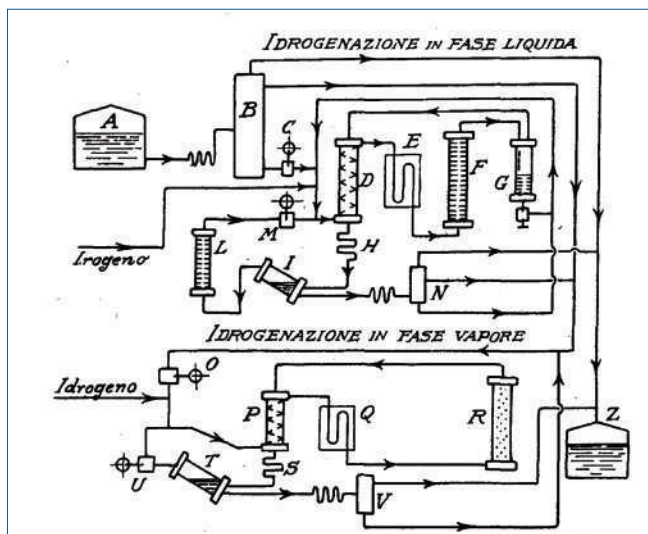 IDROGENAZIONE IN FASE LIQUIDA
A
B
C
D
E
F
G
M
H
L
I
N
Irogeno
IDROGENAZIONE IN FASE VAPORE
O
Idrogeno
P
Q
R
Z
T
S
U
V